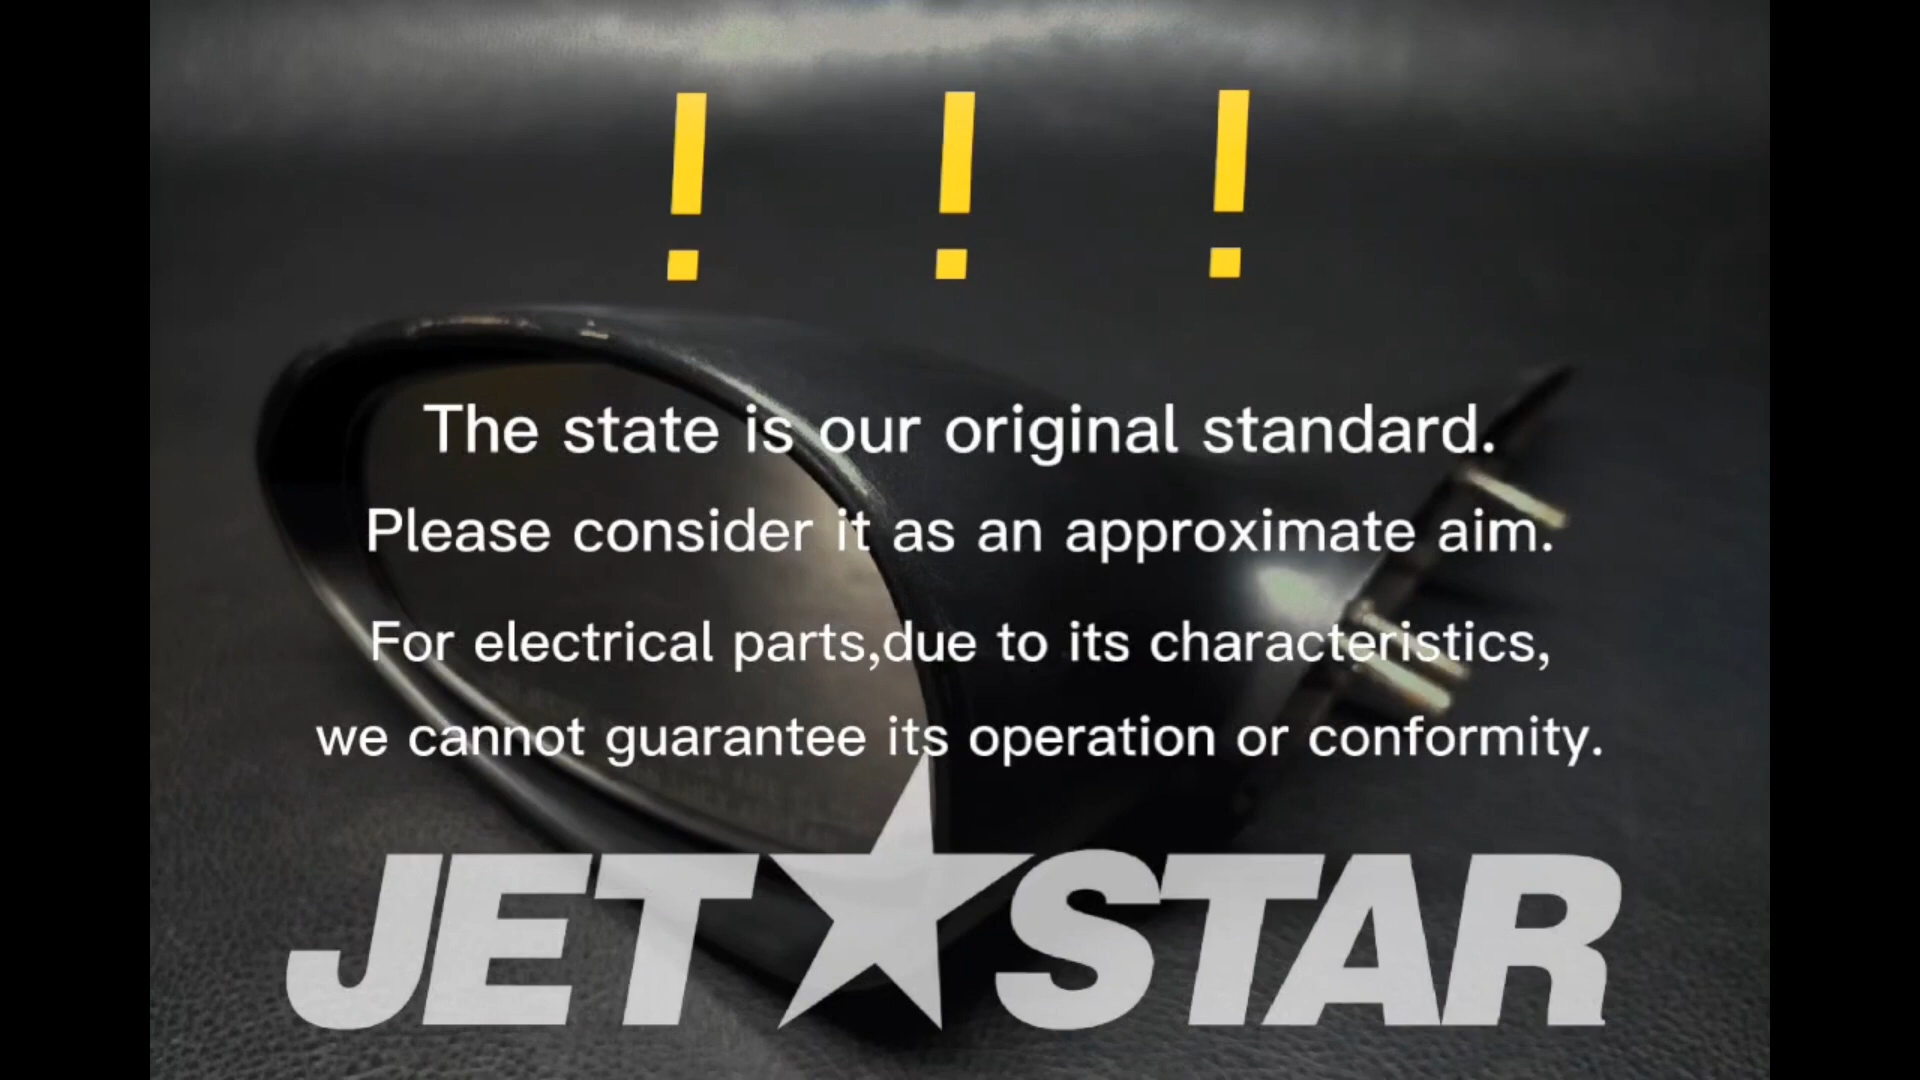 ! ! !
The state is our original standard.
Please consider it as an approximate aim.
For electrical parts,due to its characteristics,
we cannot guarantee its operation or conformity.
JET★STAR